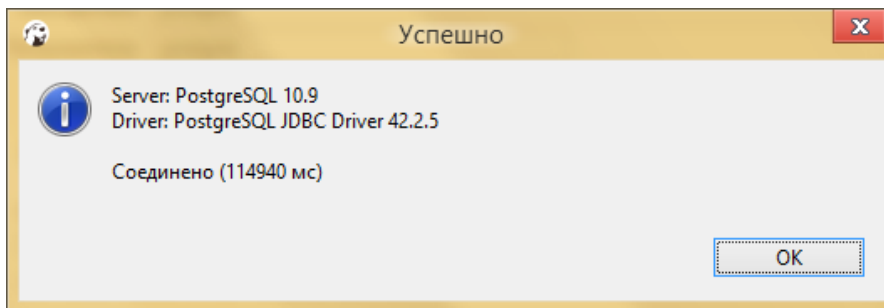 Успешно
Server: PostgreSQL 10.9
Driver: PostgreSQL JDBC Driver 42.2.5
Соединено (114940 мс)
OK